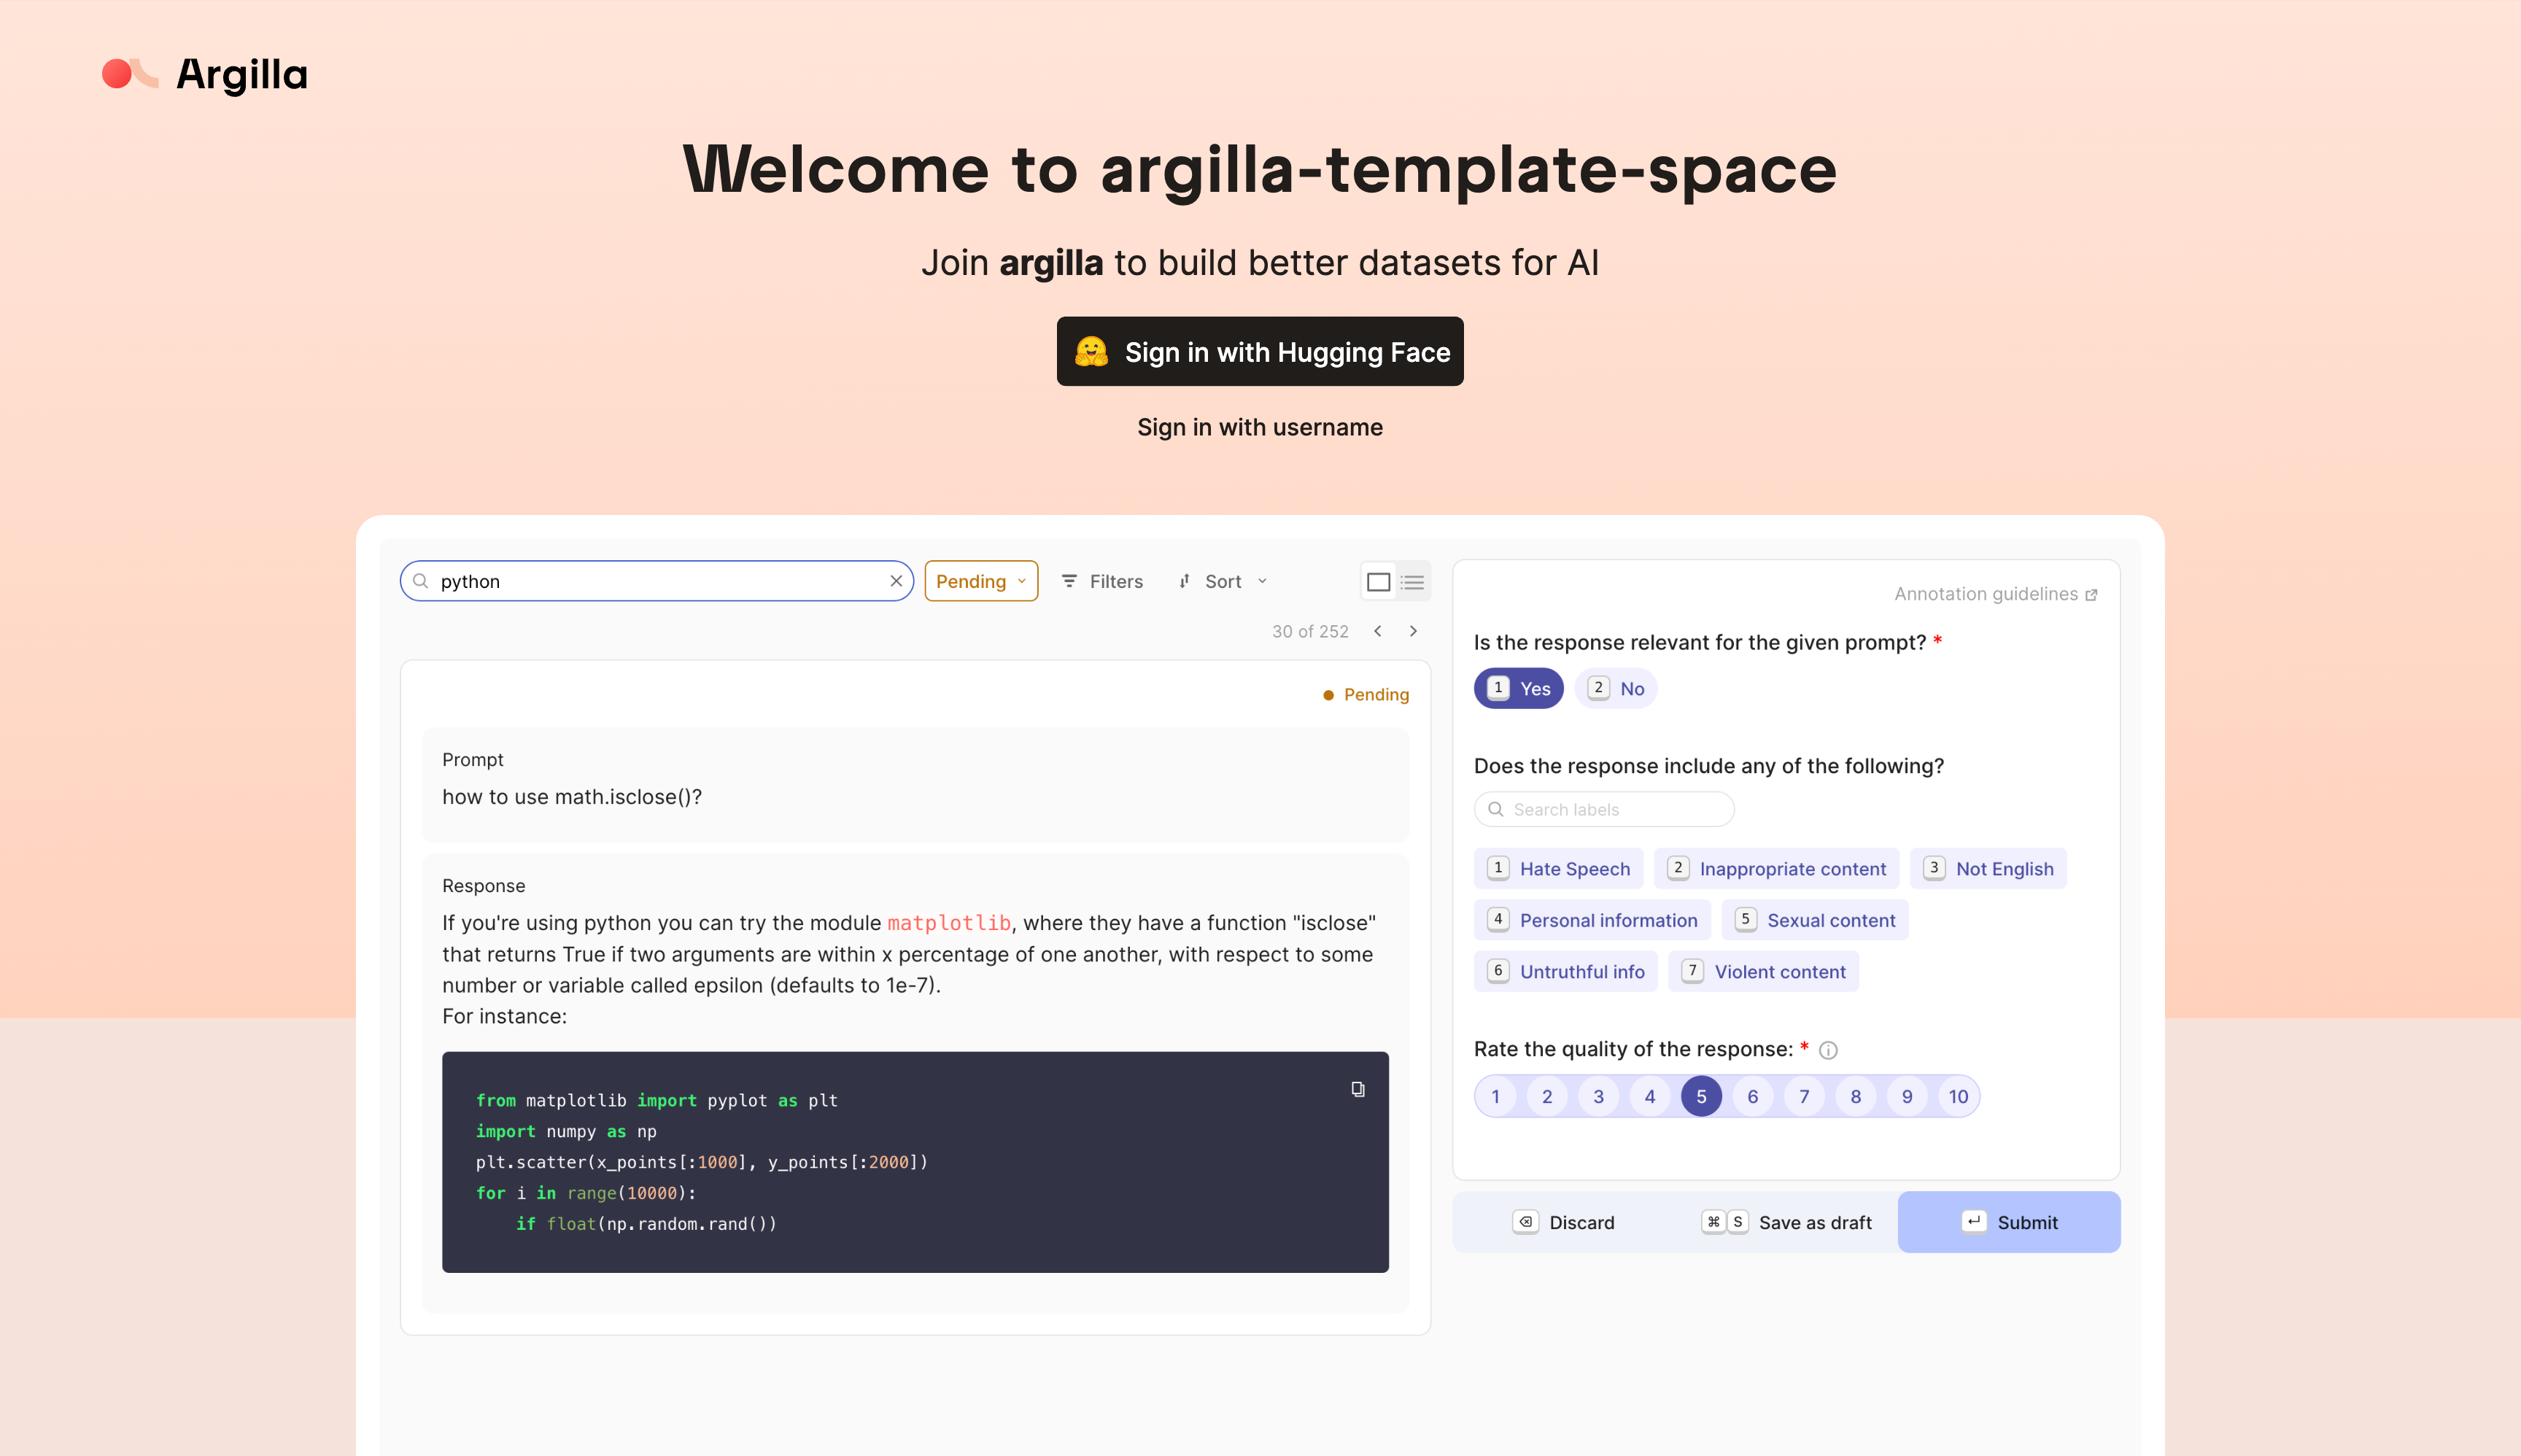 Argilla
Welcome to argilla-template-space
Join argilla to build better datasets for AI
Sign in with Hugging Face
Sign in with username
python
Pending
Filters
Sort
30 of 252
Pending
Prompt
how to use math.isclose()?
Response
If you're using python you can try the module matplotlib, where they have a function "isclose"
that returns True if two arguments are within x percentage of one another, with respect to some
number or variable called epsilon (defaults to 1e-7).
For instance:
from matplotlib import pyplot as plt
import numpy as np
plt.scatter(x_points[:1000], y_points[:2000])
for i in range(10000):
    if float(np.random.rand())
Annotation guidelines
Is the response relevant for the given prompt? *
1 Yes 2 No
Does the response include any of the following?
Search labels
1 Hate Speech 2 Inappropriate content 3 Not English
4 Personal information 5 Sexual content
6 Untruthful info 7 Violent content
Rate the quality of the response: *
1 2 3 4 5 6 7 8 9 10
Discard ⌘ S Save as draft Submit